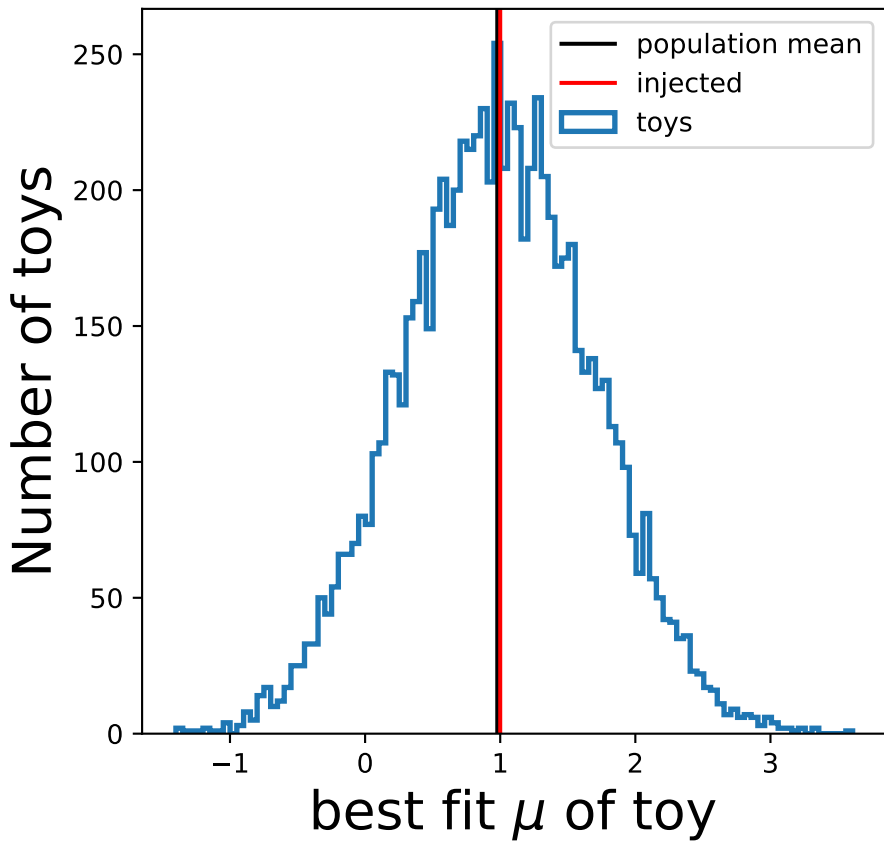 population mean
injected
toys
250
200
150
100
50
0
Number of toys
−1 0 1 2 3
best fit μ of toy